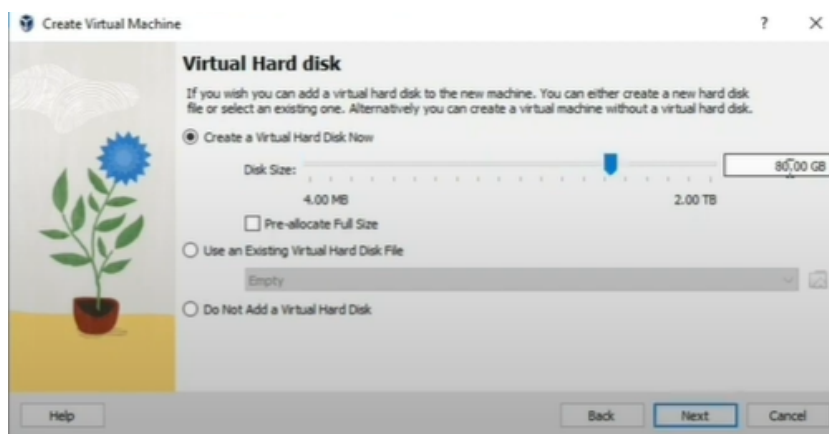 Create Virtual Machine
Virtual Hard disk
If you wish you can add a virtual hard disk to the new machine. You can either create a new hard disk
file or select an existing one. Alternatively you can create a virtual machine without a virtual hard disk.
Create a Virtual Hard Disk Now
Disk Size:
80.00 GB
4.00 MB
2.00 TB
Pre-allocate Full Size
Use an Existing Virtual Hard Disk File
Empty
Do Not Add a Virtual Hard Disk
Help
Back
Next
Cancel